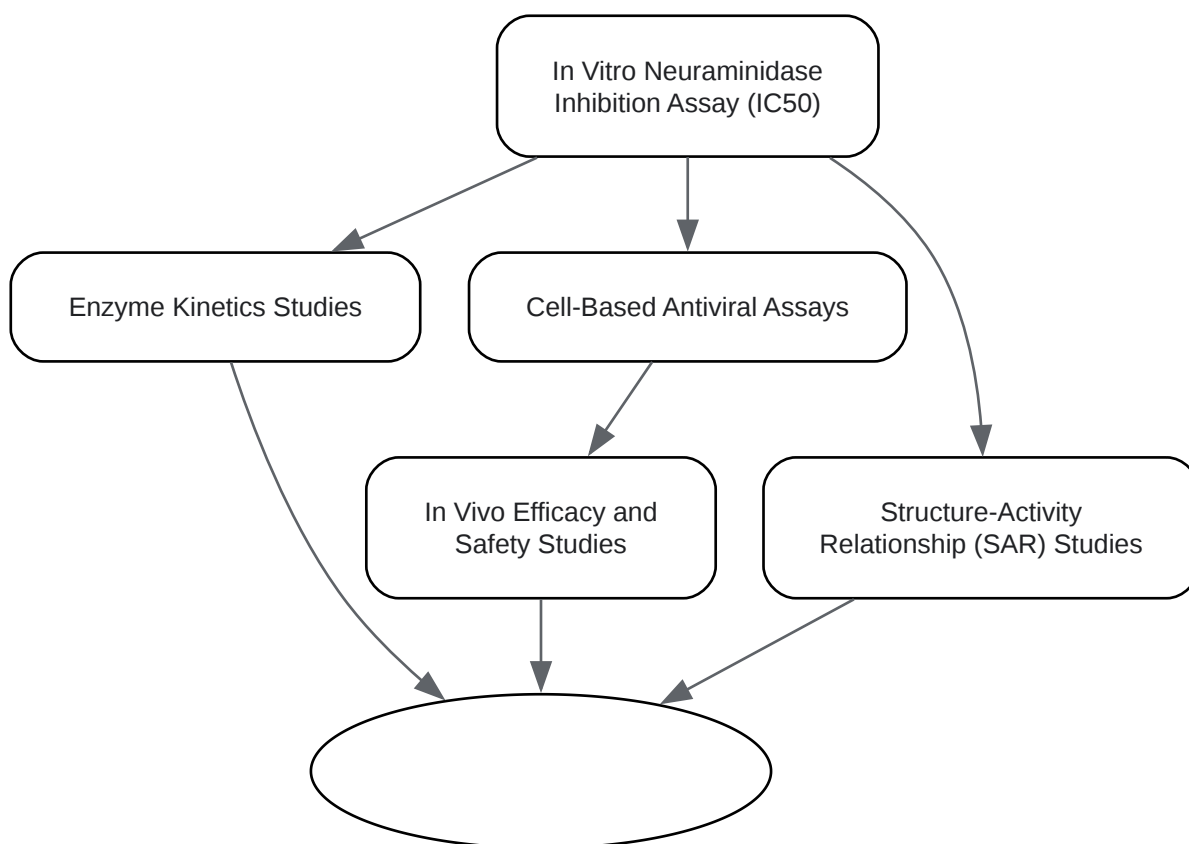 In Vitro Neuraminidase
Inhibition Assay (IC50)
Enzyme Kinetics Studies
Cell-Based Antiviral Assays
In Vivo Efficacy and
Safety Studies
Structure-Activity
Relationship (SAR) Studies